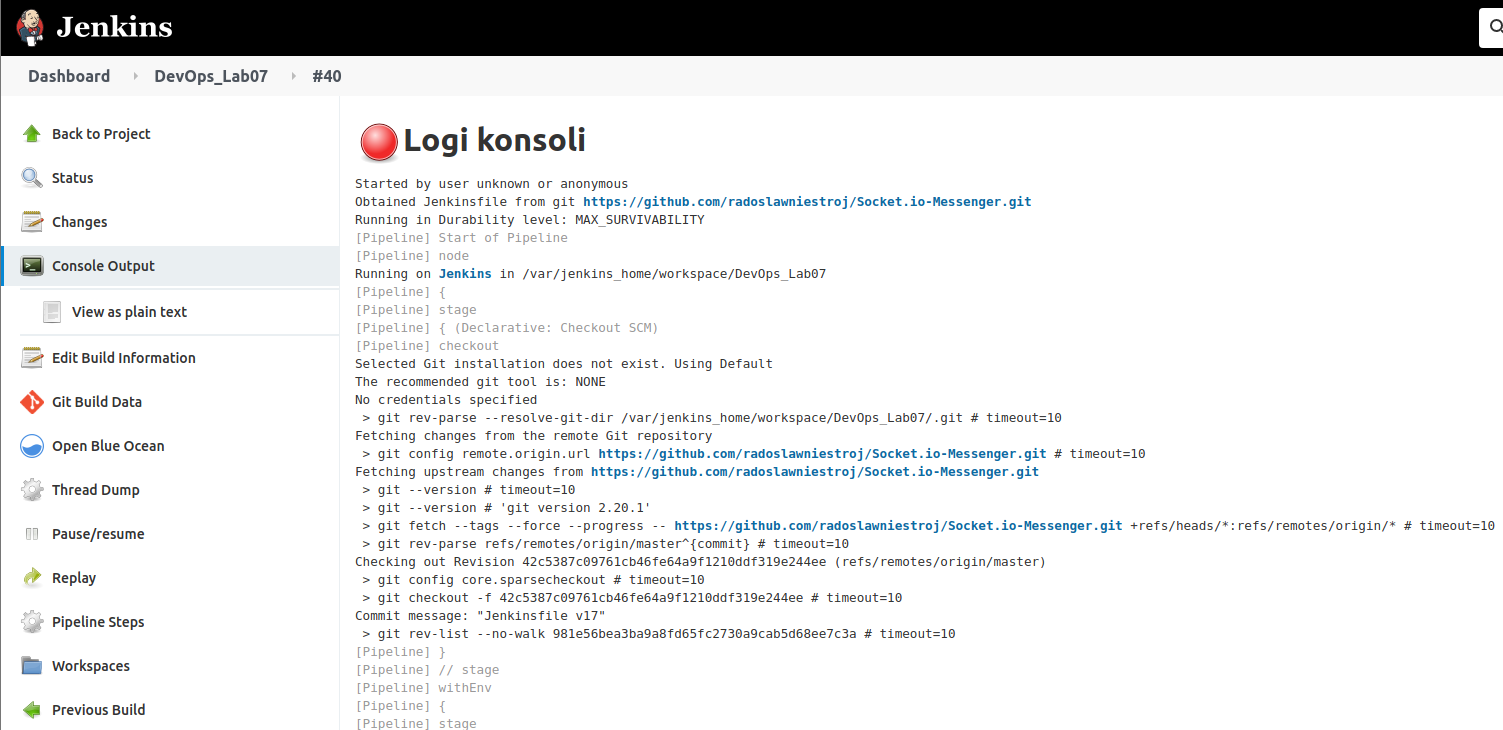 Jenkins
Dashboard
DevOps_Lab07
#40
Back to Project
Status
Changes
Console Output
View as plain text
Edit Build Information
Git Build Data
Open Blue Ocean
Thread Dump
Pause/resume
Replay
Pipeline Steps
Workspaces
Previous Build
Logi konsoli
Started by user unknown or anonymous
Obtained Jenkinsfile from git https://github.com/radoslawniestroj/Socket.io-Messenger.git
Running in Durability level: MAX_SURVIVABILITY
[Pipeline] Start of Pipeline
[Pipeline] node
Running on Jenkins in /var/jenkins_home/workspace/DevOps_Lab07
[Pipeline] {
[Pipeline] stage
[Pipeline] { (Declarative: Checkout SCM)
[Pipeline] checkout
Selected Git installation does not exist. Using Default
The recommended git tool is: NONE
No credentials specified
 > git rev-parse --resolve-git-dir /var/jenkins_home/workspace/DevOps_Lab07/.git # timeout=10
Fetching changes from the remote Git repository
 > git config remote.origin.url https://github.com/radoslawniestroj/Socket.io-Messenger.git # timeout=10
Fetching upstream changes from https://github.com/radoslawniestroj/Socket.io-Messenger.git
 > git --version # timeout=10
 > git --version # 'git version 2.20.1'
 > git fetch --tags --force --progress -- https://github.com/radoslawniestroj/Socket.io-Messenger.git +refs/heads/*:refs/remotes/origin/* # timeout=10
 > git rev-parse refs/remotes/origin/master^{commit} # timeout=10
Checking out Revision 42c5387c09761cb46fe64a9f1210ddf319e244ee (refs/remotes/origin/master)
 > git config core.sparsecheckout # timeout=10
 > git checkout -f 42c5387c09761cb46fe64a9f1210ddf319e244ee # timeout=10
Commit message: "Jenkinsfile v17"
 > git rev-list --no-walk 981e56bea3ba9a8fd65fc2730a9cab5d68ee7c3a # timeout=10
[Pipeline] }
[Pipeline] // stage
[Pipeline] withEnv
[Pipeline] {
[Pipeline] stage